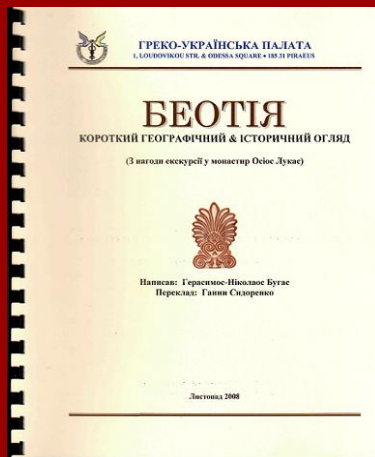 ГРЕКО-УКРАЇНСЬКА ПАЛАТА
1, LOUDOVIKOU STR. & ODESSA SQUARE • 185 31 PIRAEUS
БЕОТІЯ
КОРОТКИЙ ГЕОГРАФІЧНИЙ & ІСТОРИЧНИЙ ОГЛЯД
(З нагоди екскурсії у монастир Осіос Лукас)
Написав: Герасимос-Ніколаос Бугас
Переклад: Ганни Сидоренко
Листопад 2008